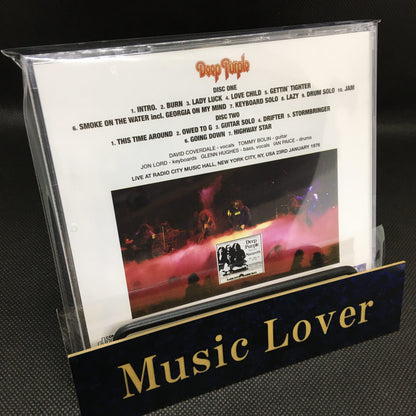 Deep Purple
DISC ONE
1. INTRO. 2. BURN 3. LADY LUCK 4. LOVE CHILD 5. GETTIN' TIGHTER
6. SMOKE ON THE WATER incl. GEORGIA ON MY MIND 7. KEYBOARD SOLO 8. LAZY 9. DRUM SOLO 10. JAM
DISC TWO
1. THIS TIME AROUND 2. OWED TO G 3. GUITAR SOLO 4. DRIFTER 5. STORMBRINGER
6. GOING DOWN 7. HIGHWAY STAR
DAVID COVERDALE - vocals TOMMY BOLIN - guitar
JON LORD - keyboards GLENN HUGHES - bass, vocals IAN PAICE - drums
LIVE AT RADIO CITY MUSIC HALL, NEW YORK CITY, NY, USA 23RD JANUARY 1976
Deep
Purple
Music Lover